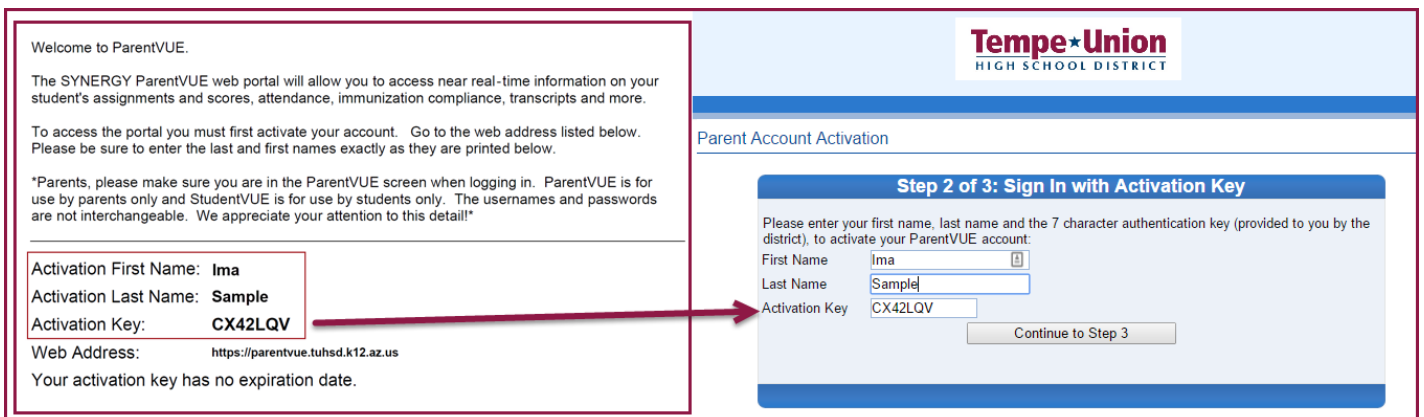 Welcome to ParentVUE.
The SYNERGY ParentVUE web portal will allow you to access near real-time information on your
student's assignments and scores, attendance, immunization compliance, transcripts and more.
To access the portal you must first activate your account.   Go to the web address listed below.
Please be sure to enter the last and first names exactly as they are printed below.
*Parents, please make sure you are in the ParentVUE screen when logging in.  ParentVUE is for
use by parents only and StudentVUE is for use by students only.  The usernames and passwords
are not interchangeable.  We appreciate your attention to this detail!*
Activation First Name: Ima
Activation Last Name: Sample
Activation Key: CX42LQV
Web Address: https://parentvue.tuhsd.k12.az.us
Your activation key has no expiration date.
Tempe Union
HIGH SCHOOL DISTRICT
Parent Account Activation
Step 2 of 3: Sign In with Activation Key
Please enter your first name, last name and the 7 character authentication key (provided to you by the
district), to activate your ParentVUE account:
First Name Ima
Last Name Sample
Activation Key CX42LQV
Continue to Step 3